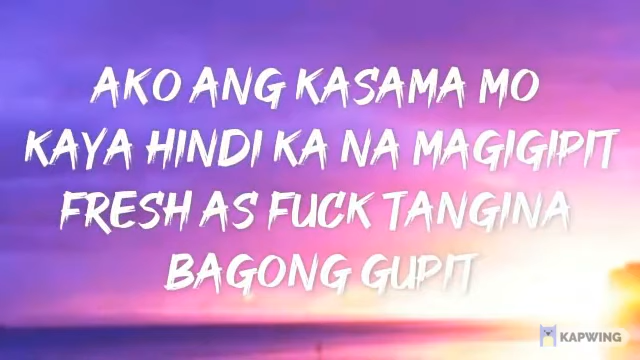 AKO ANG KASAMA MO
KAYA HINDI KA NA MAGIGIPIT
FRESH AS FUCK TANGINA
BAGONG GUPIT
KAPWING